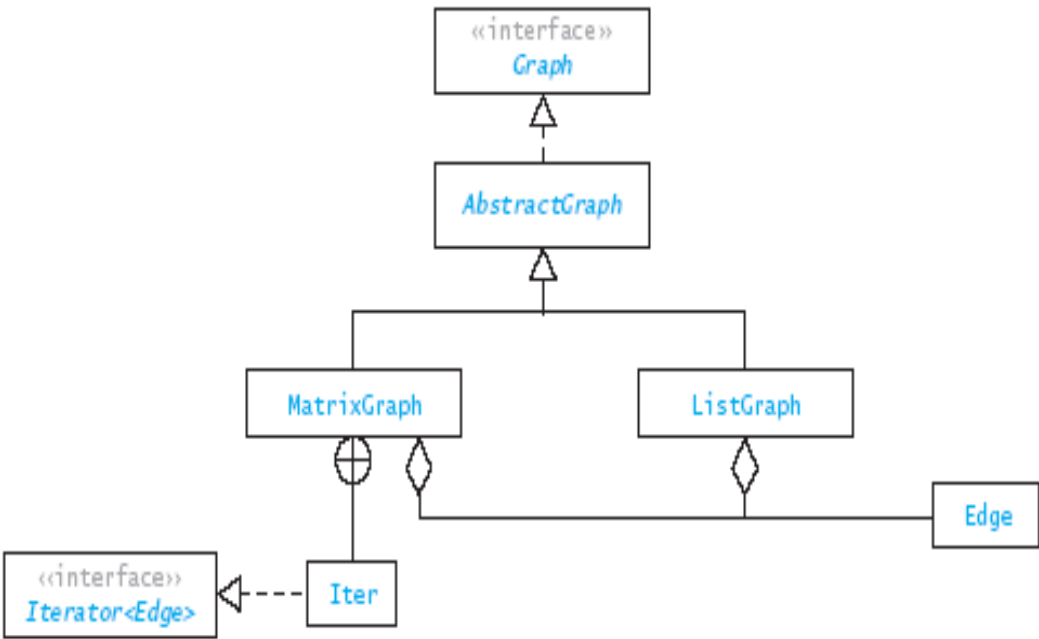 «interface»
Graph
AbstractGraph
MatrixGraph
ListGraph
Edge
«interface»
Iterator<Edge>
Iter